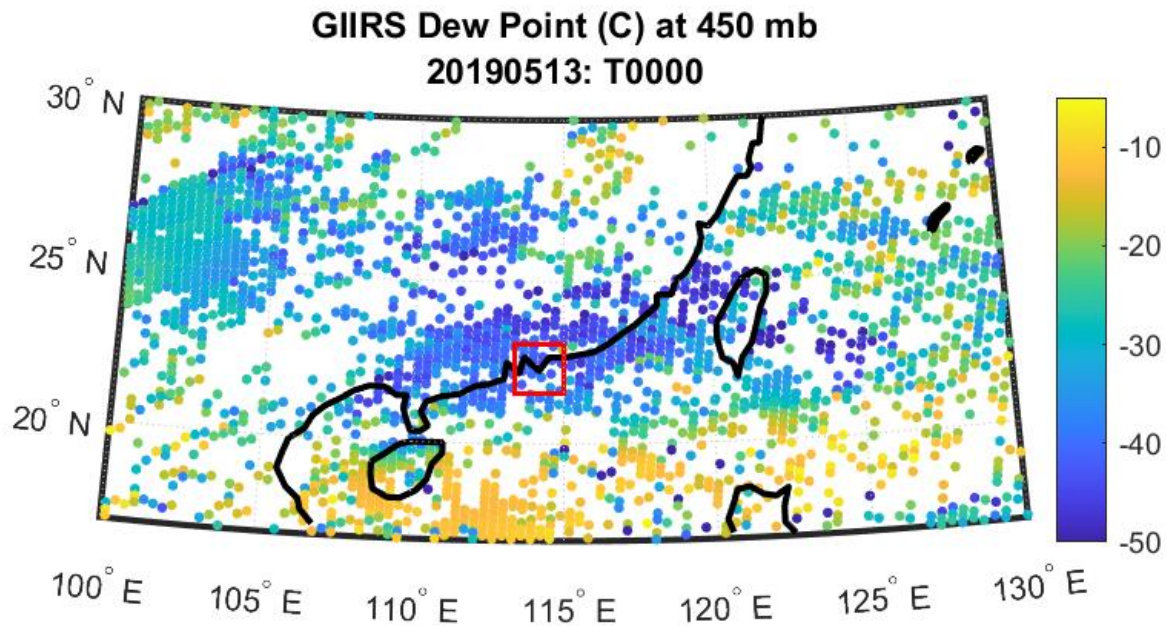 GIIRS Dew Point (C) at 450 mb
20190513: T0000
30° N
25° N
20° N
100° E
105° E
110° E
115° E
120° E
125° E
130° E
-10
-20
-30
-40
-50